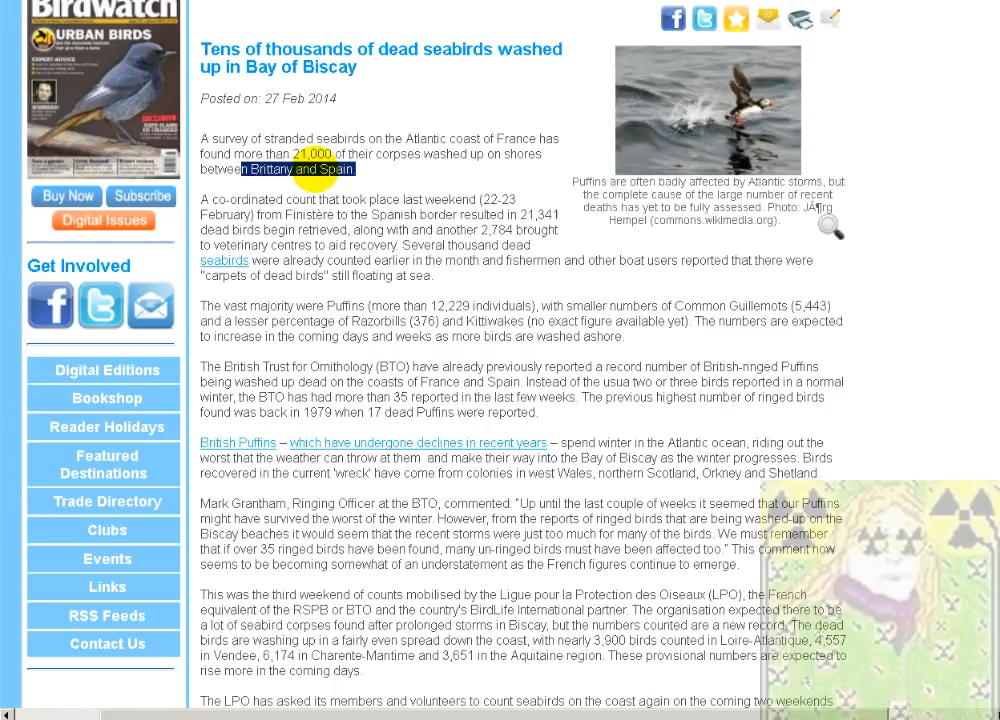 Birdwatch
URBAN BIRDS
EXPERT ADVICE
WINNERS!
EXCLUSIVE
Buy Now
Subscribe
Digital Issues
Get Involved
Digital Editions
Bookshop
Reader Holidays
Featured
Destinations
Trade Directory
Clubs
Events
Links
RSS Feeds
Contact Us
Tens of thousands of dead seabirds washed
up in Bay of Biscay
Posted on: 27 Feb 2014
A survey of stranded seabirds on the Atlantic coast of France has
found more than 21,000 of their corpses washed up on shores
between Brittany and Spain.
A co-ordinated count that took place last weekend (22-23
February) from Finistère to the Spanish border resulted in 21,341
dead birds begin retrieved, along with and another 2,784 brought
to veterinary centres to aid recovery. Several thousand dead
seabirds were already counted earlier in the month and fishermen and other boat users reported that there were
"carpets of dead birds" still floating at sea.
Puffins are often badly affected by Atlantic storms, but
the complete cause of the large number of recent
deaths has yet to be fully assessed. Photo: JÃ¶rg
Hempel (commons.wikimedia.org).
The vast majority were Puffins (more than 12,229 individuals), with smaller numbers of Common Guillemots (5,443)
and a lesser percentage of Razorbills (376) and Kittiwakes (no exact figure available yet). The numbers are expected
to increase in the coming days and weeks as more birds are washed ashore.
The British Trust for Ornithology (BTO) have already previously reported a record number of British-ringed Puffins
being washed up dead on the coasts of France and Spain. Instead of the usua two or three birds reported in a normal
winter, the BTO has had more than 35 reported in the last few weeks. The previous highest number of ringed birds
found was back in 1979 when 17 dead Puffins were reported.
British Puffins – which have undergone declines in recent years – spend winter in the Atlantic ocean, riding out the
worst that the weather can throw at them  and make their way into the Bay of Biscay as the winter progresses. Birds
recovered in the current 'wreck' have come from colonies in west Wales, northern Scotland, Orkney and Shetland.
Mark Grantham, Ringing Officer at the BTO, commented: "Up until the last couple of weeks it seemed that our Puffins
might have survived the worst of the winter. However, from the reports of ringed birds that are being washed-up on the
Biscay beaches it would seem that the recent storms were just too much for many of the birds. We must remember
that if over 35 ringed birds have been found, many un-ringed birds must have been affected too." This comment now
seems to be becoming somewhat of an understatement as the French figures continue to emerge.
This was the third weekend of counts mobilised by the Ligue pour la Protection des Oiseaux (LPO), the French
equivalent of the RSPB or BTO and the country's BirdLife International partner. The organisation expected there to be
a lot of seabird corpses found after prolonged storms in Biscay, but the numbers counted are a new record. The dead
birds are washing up in a fairly even spread down the coast, with nearly 3,900 birds counted in Loire-Atlantique, 4,557
in Vendee, 6,174 in Charente-Maritime and 3,651 in the Aquitaine region. These provisional numbers are expected to
rise more in the coming days.
The LPO has asked its members and volunteers to count seabirds on the coast again on the coming two weekends